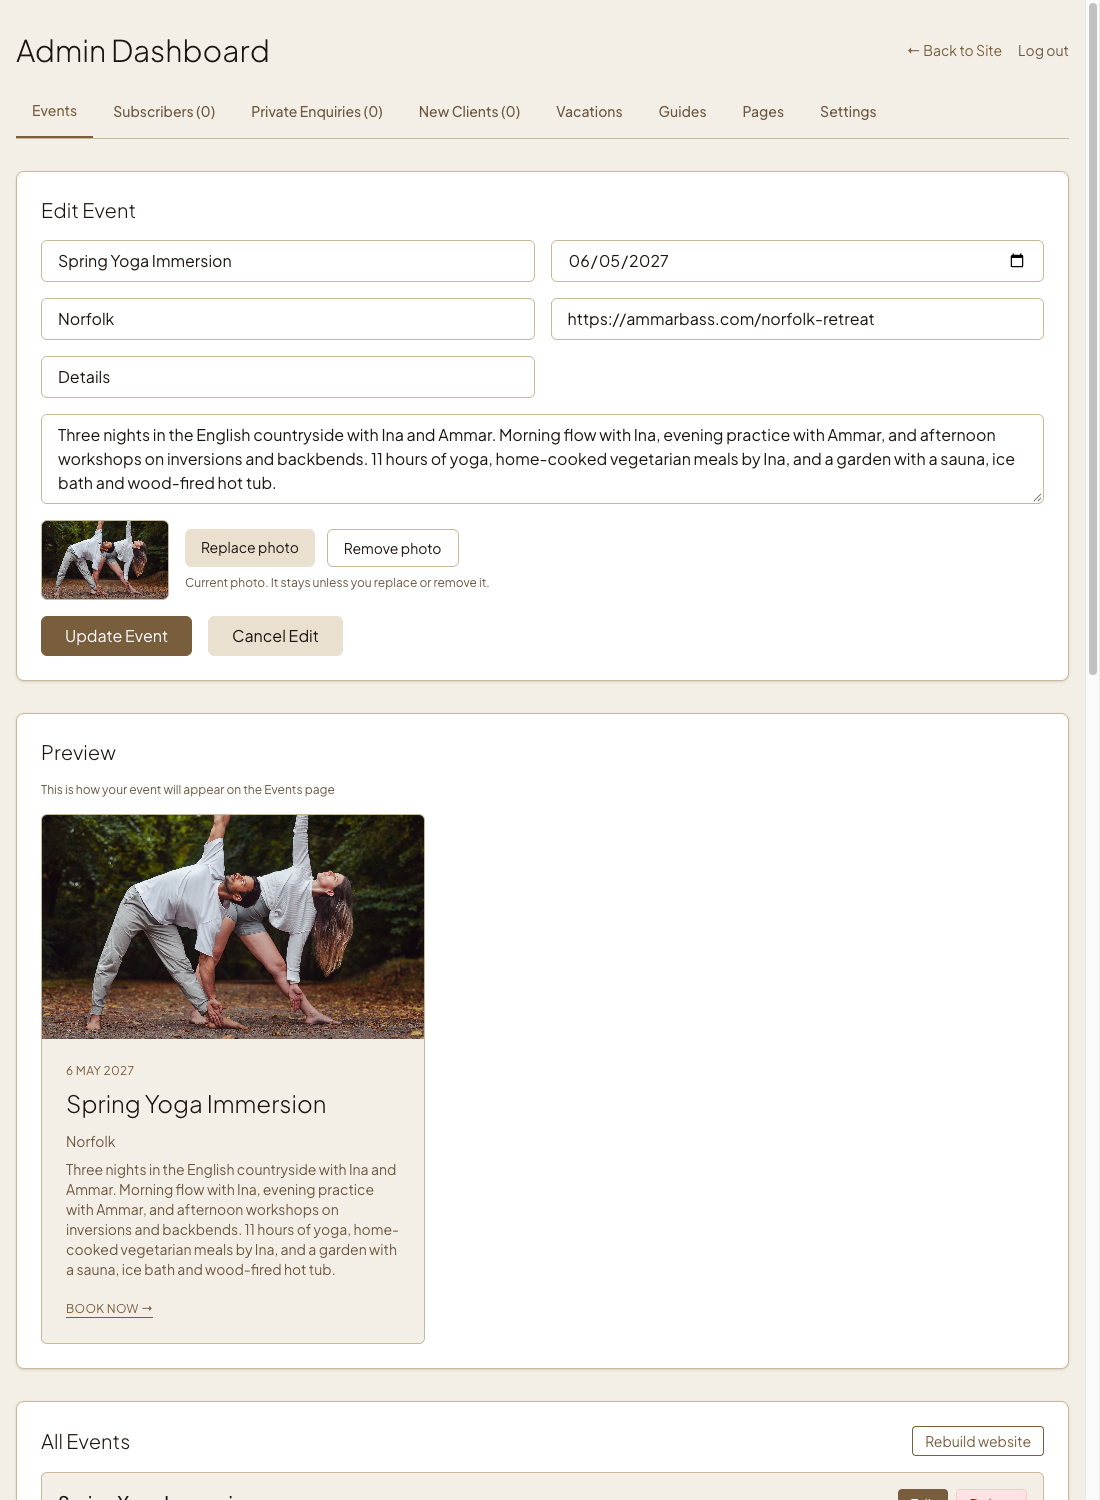 Admin Dashboard
← Back to Site
Log out
Events
Subscribers (0)
Private Enquiries (0)
New Clients (0)
Vacations
Guides
Pages
Settings
Edit Event
Spring Yoga Immersion
06/05/2027
Norfolk
https://ammarbass.com/norfolk-retreat
Details
Three nights in the English countryside with Ina and Ammar. Morning flow with Ina, evening practice with Ammar, and afternoon
workshops on inversions and backbends. 11 hours of yoga, home-cooked vegetarian meals by Ina, and a garden with a sauna, ice
bath and wood-fired hot tub.
Replace photo
Remove photo
Current photo. It stays unless you replace or remove it.
Update Event
Cancel Edit
Preview
This is how your event will appear on the Events page
6 MAY 2027
Spring Yoga Immersion
Norfolk
Three nights in the English countryside with Ina and
Ammar. Morning flow with Ina, evening practice
with Ammar, and afternoon workshops on
inversions and backbends. 11 hours of yoga, home-
cooked vegetarian meals by Ina, and a garden with
a sauna, ice bath and wood-fired hot tub.
BOOK NOW →
All Events
Rebuild website